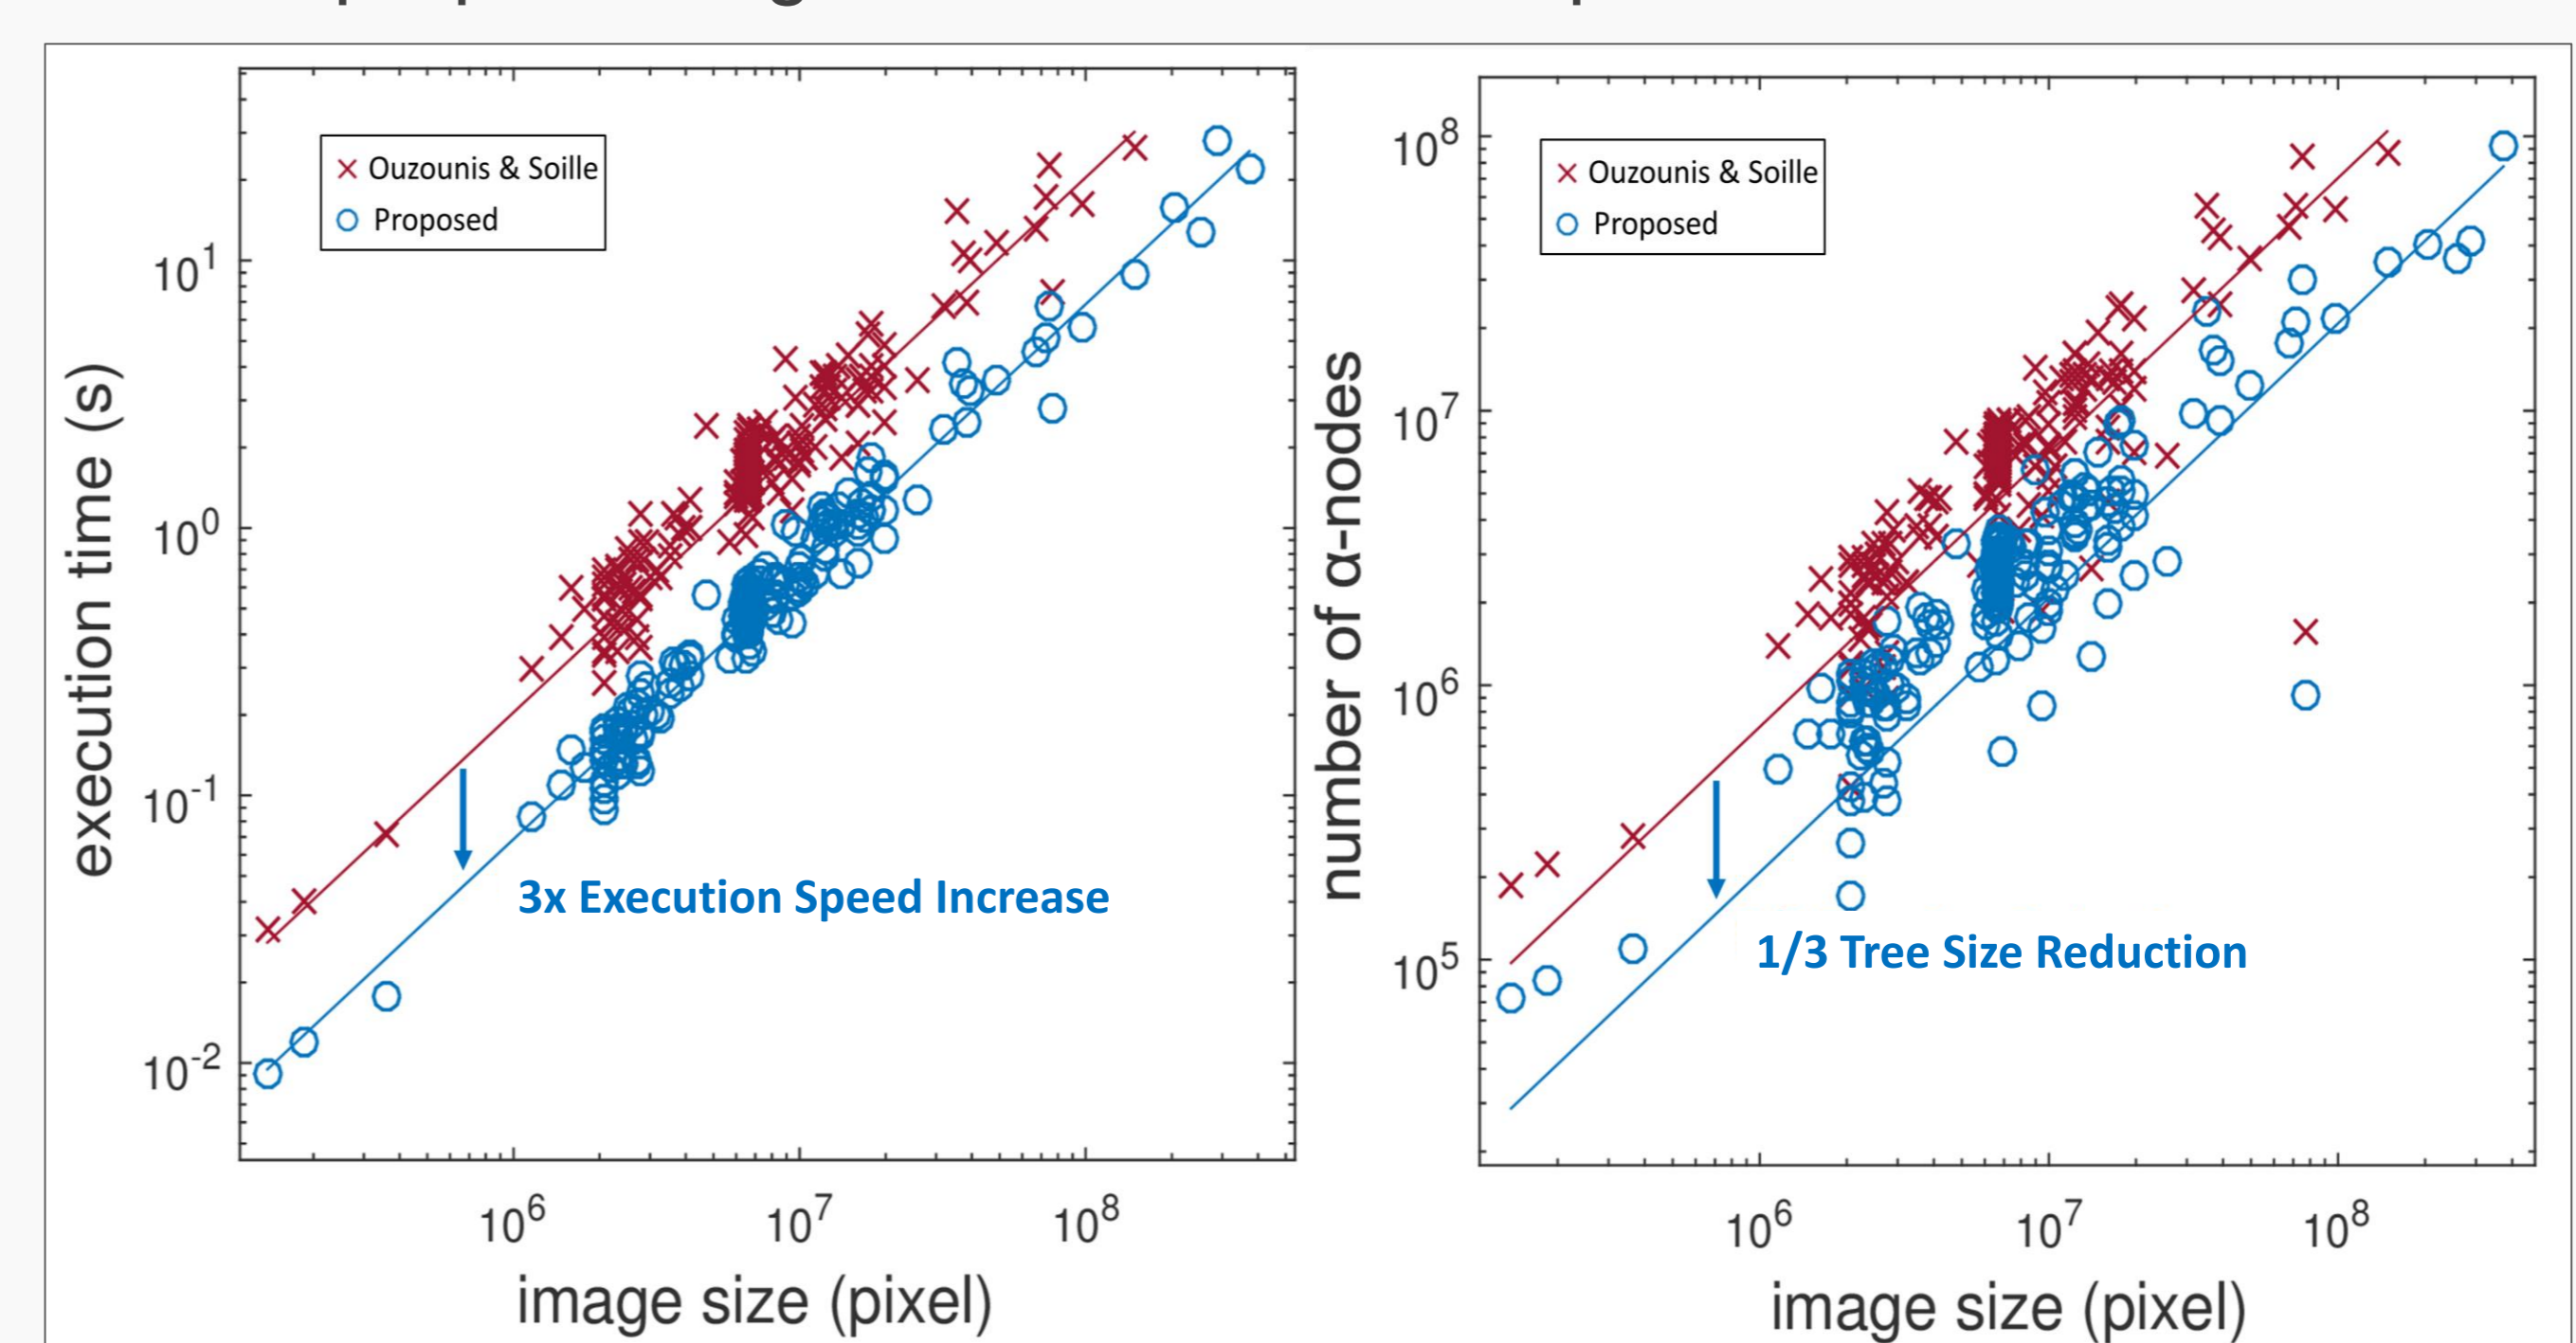 Ouzounis & Soille
Proposed
execution time (s)
10^1
10^0
10^-1
10^-2
3x Execution Speed Increase
10^6
10^7
10^8
image size (pixel)
Ouzounis & Soille
Proposed
number of α-nodes
10^8
10^7
10^6
10^5
1/3 Tree Size Reduction
10^6
10^7
10^8
image size (pixel)